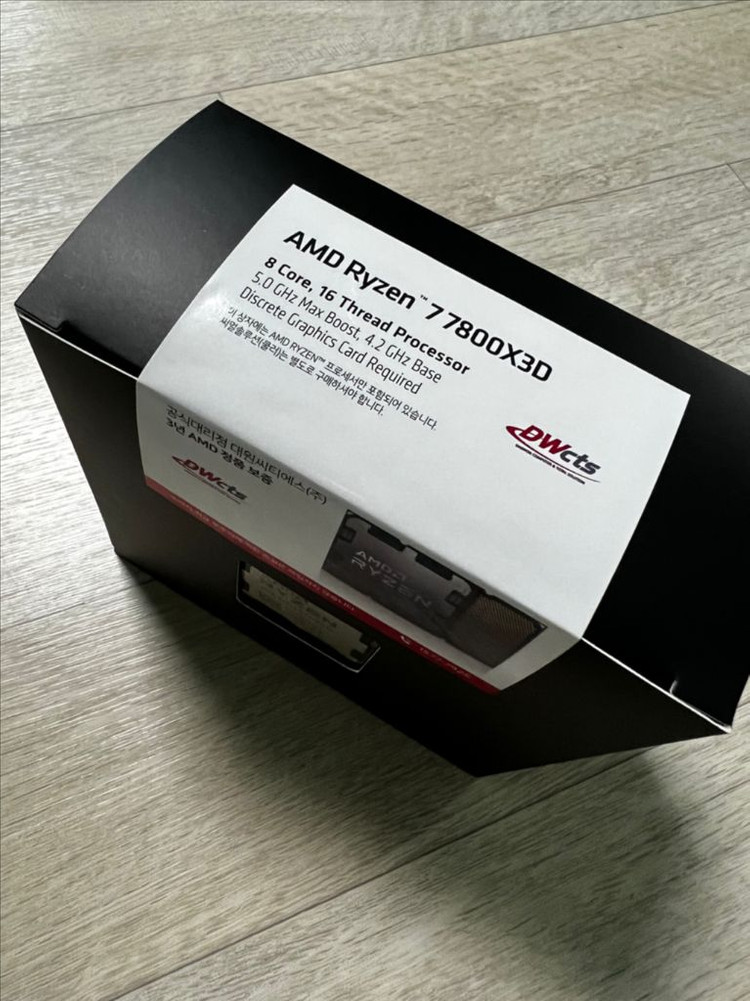 AMD Ryzen™ 7 7800X3D
8 Core, 16 Thread Processor
5.0 GHz Max Boost, 4.2 GHz Base
Discrete Graphics Card Required
이 상자에는 AMD RYZEN™ 프로세서만 포함되어 있습니다.
써멀솔루션(쿨러)는 별도로 구매하셔야 합니다.
DWcts
공식대리점 대원씨티에스(주)
3년 AMD 정품 보증
DWcts
AMD
RYZEN
RYZEN